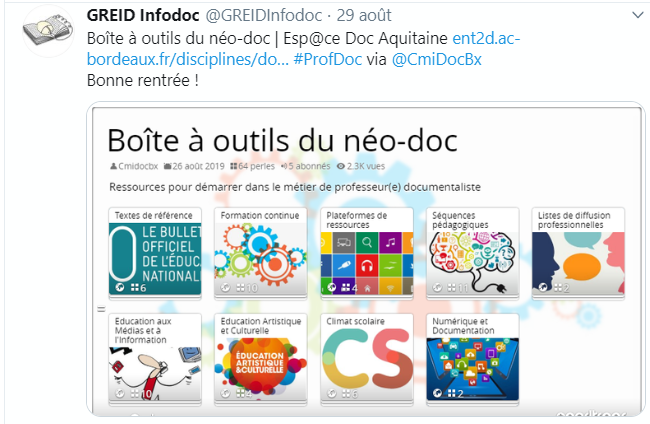 GREID Infodoc @GREIDInfodoc · 29 août
Boîte à outils du néo-doc | Esp@ce Doc Aquitaine ent2d.ac-
bordeaux.fr/disciplines/do... #ProfDoc via @CmiDocBx
Bonne rentrée !
Boîte à outils du néo-doc
Cmidocbx 26 août 2019 64 perles 5 abonnés 2.3K vues
Ressources pour démarrer dans le métier de professeur(e) documentaliste
Textes de référence
LE BULLET
OFFICIEL
DE L'ÉDUC
NATIONAL
6
Formation continue
10
Plateformes de
ressources
4
Séquences
pédagogiques
11
Listes de diffusion
professionnelles
2
Education aux
Médias et à
l'Information
10
Education Artistique
et Culturelle
ÉDUCATION
ARTISTIQUE
&CULTURELLE
4
Climat scolaire
CS
6
Numérique et
Documentation
2